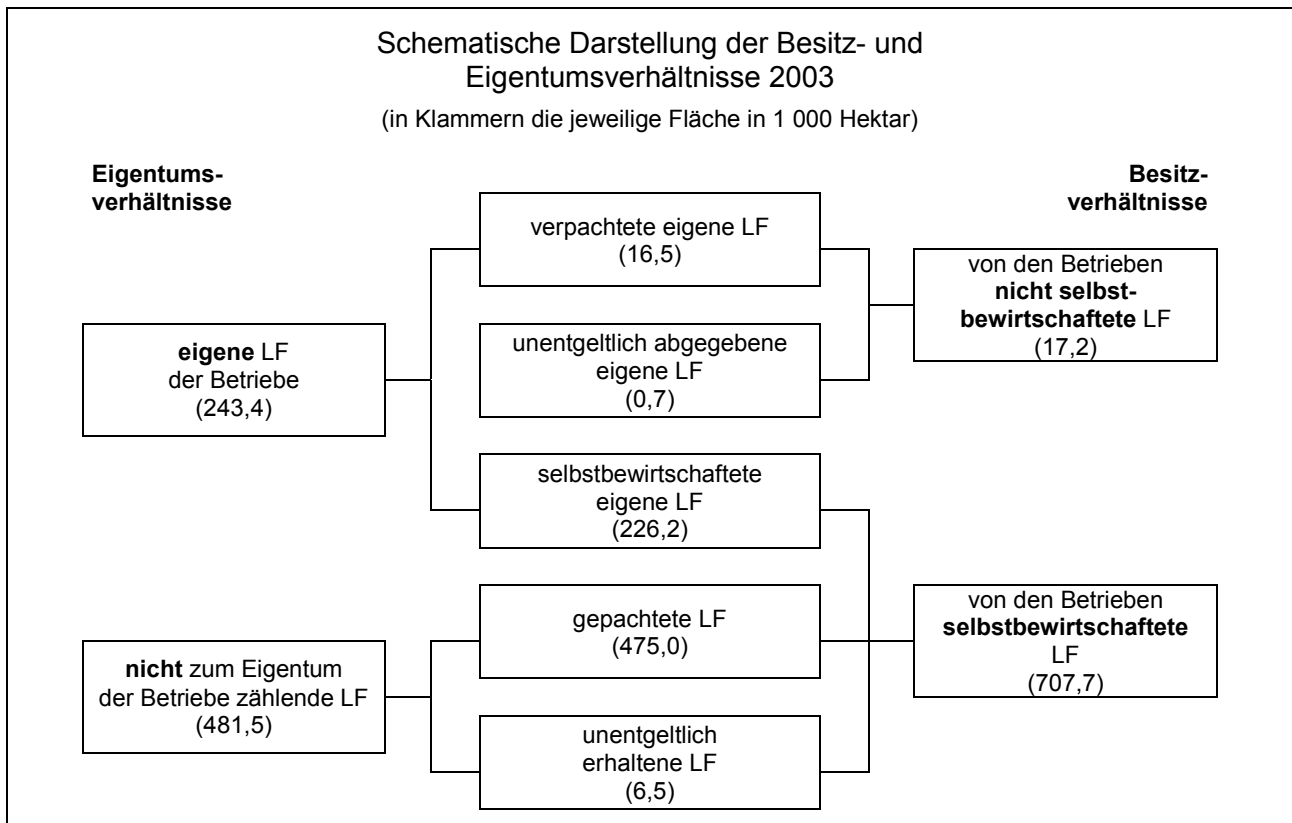 Schematische Darstellung der Besitz- und
Eigentumsverhältnisse 2003
(in Klammern die jeweilige Fläche in 1 000 Hektar)
Eigentums-
verhältnisse
Besitz-
verhältnisse
verpachtete eigene LF
(16,5)
von den Betrieben
nicht selbst-
bewirtschaftete LF
(17,2)
eigene LF
der Betriebe
(243,4)
unentgeltlich abgegebene
eigene LF
(0,7)
selbstbewirtschaftete
eigene LF
(226,2)
gepachtete LF
(475,0)
von den Betrieben
selbstbewirtschaftete
LF
(707,7)
nicht zum Eigentum
der Betriebe zählende LF
(481,5)
unentgeltlich
erhaltene LF
(6,5)